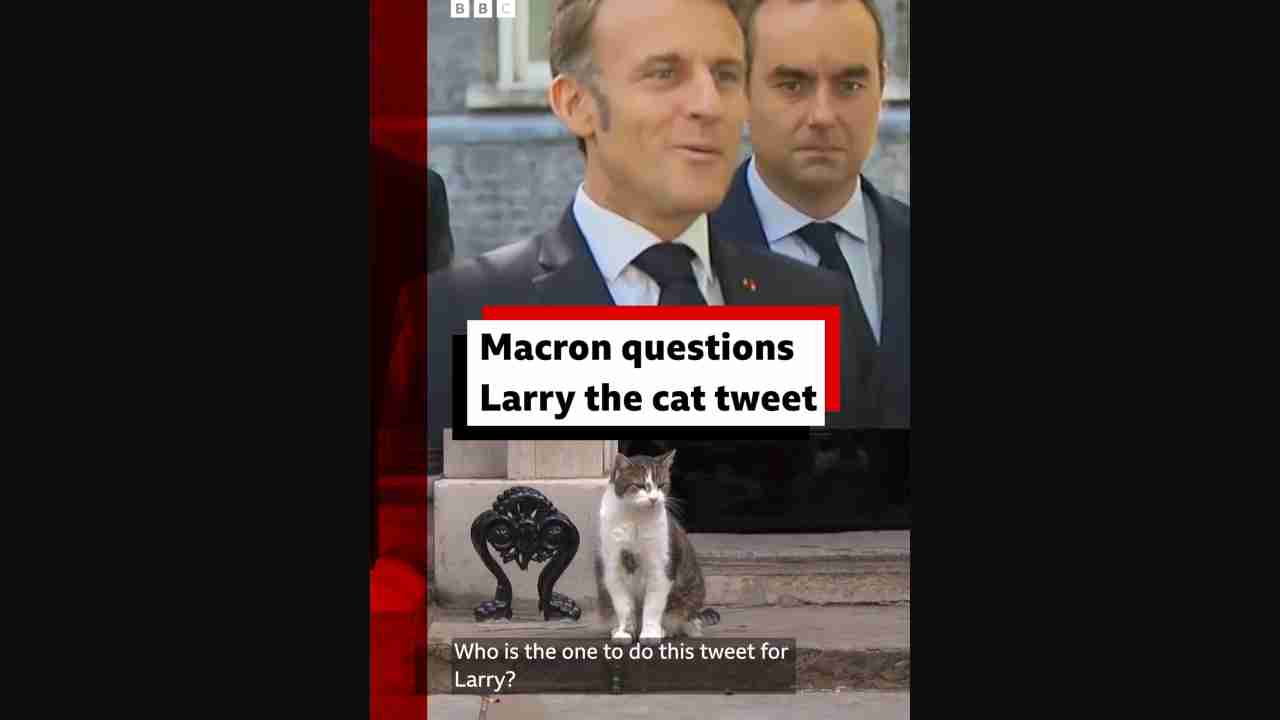 BBC
Macron questions
Larry the cat tweet
Who is the one to do this tweet for
Larry?